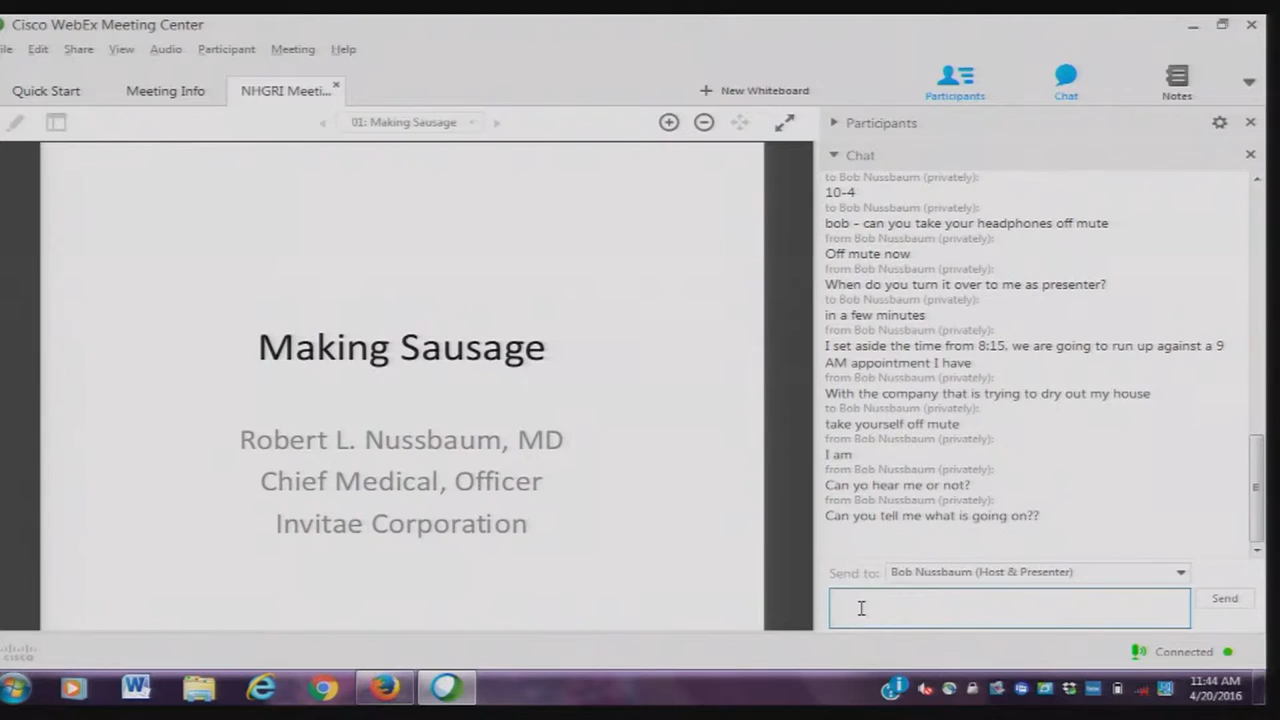 Cisco WebEx Meeting Center
ile Edit Share View Audio Participant Meeting Help
Quick Start Meeting Info NHGRI Meeti... New Whiteboard
Participants Chat Notes
01: Making Sausage
Participants
Chat
to Bob Nussbaum (privately):
10-4
to Bob Nussbaum (privately):
bob - can you take your headphones off mute
from Bob Nussbaum (privately):
Off mute now
from Bob Nussbaum (privately):
When do you turn it over to me as presenter?
to Bob Nussbaum (privately):
in a few minutes
from Bob Nussbaum (privately):
I set aside the time from 8:15, we are going to run up against a 9
AM appointment I have
from Bob Nussbaum (privately):
With the company that is trying to dry out my house
to Bob Nussbaum (privately):
take yourself off mute
from Bob Nussbaum (privately):
I am
from Bob Nussbaum (privately):
Can yo hear me or not?
from Bob Nussbaum (privately):
Can you tell me what is going on??
Send to: Bob Nussbaum (Host & Presenter)
Send
Making Sausage
Robert L. Nussbaum, MD
Chief Medical, Officer
Invitae Corporation
cisco
Connected
11:44 AM
4/20/2016